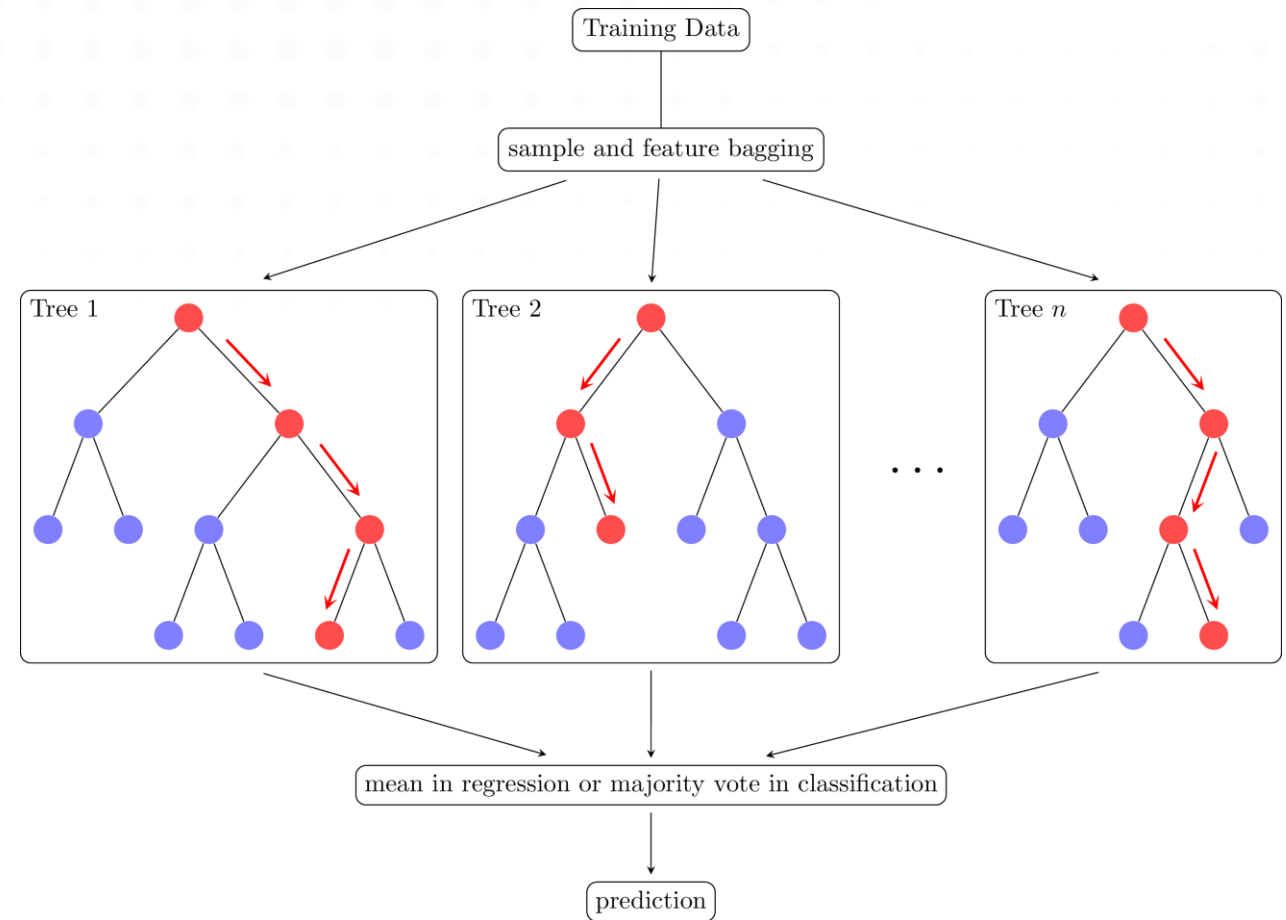 Training Data
sample and feature bagging
Tree 1
Tree 2
Tree n
. . .
mean in regression or majority vote in classification
prediction